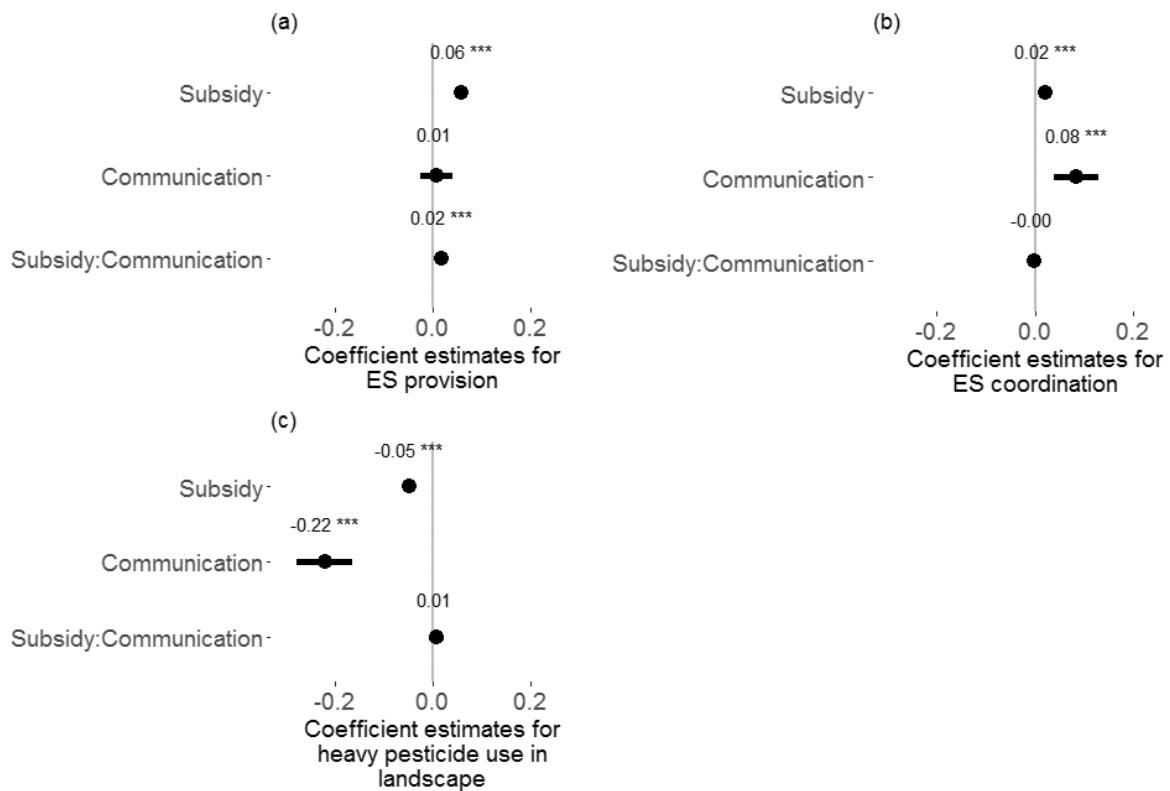 (a)
0.06 ***
Subsidy
0.01
Communication
0.02 ***
Subsidy:Communication
-0.2 0.0 0.2
Coefficient estimates for
ES provision
(b)
0.02 ***
Subsidy
0.08 ***
Communication
-0.00
Subsidy:Communication
-0.2 0.0 0.2
Coefficient estimates for
ES coordination
(c)
-0.05 ***
Subsidy
-0.22 ***
Communication
0.01
Subsidy:Communication
-0.2 0.0 0.2
Coefficient estimates for
heavy pesticide use in
landscape